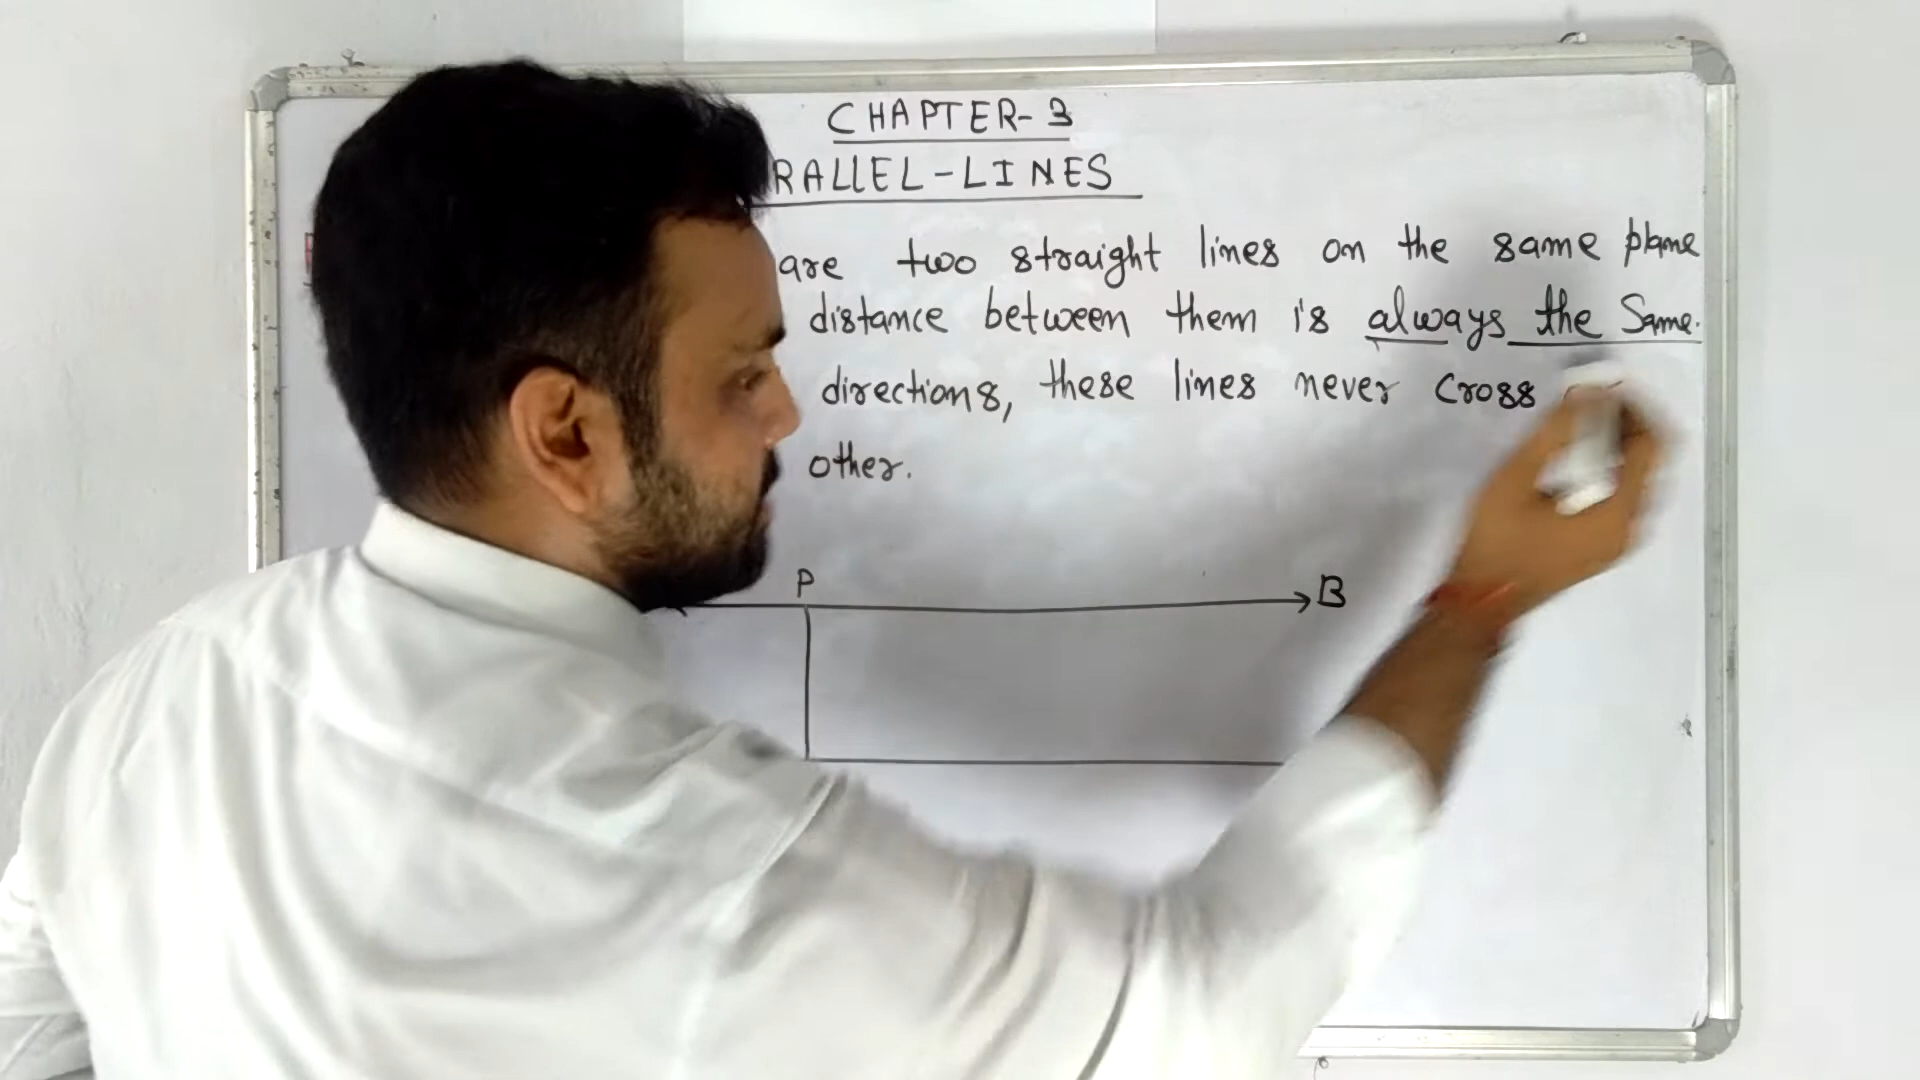 CHAPTER-3
RALLEL-LINES
are two straight lines on the same plane
distance between them is always the Same.
directions, these lines never cross
other.
P
B